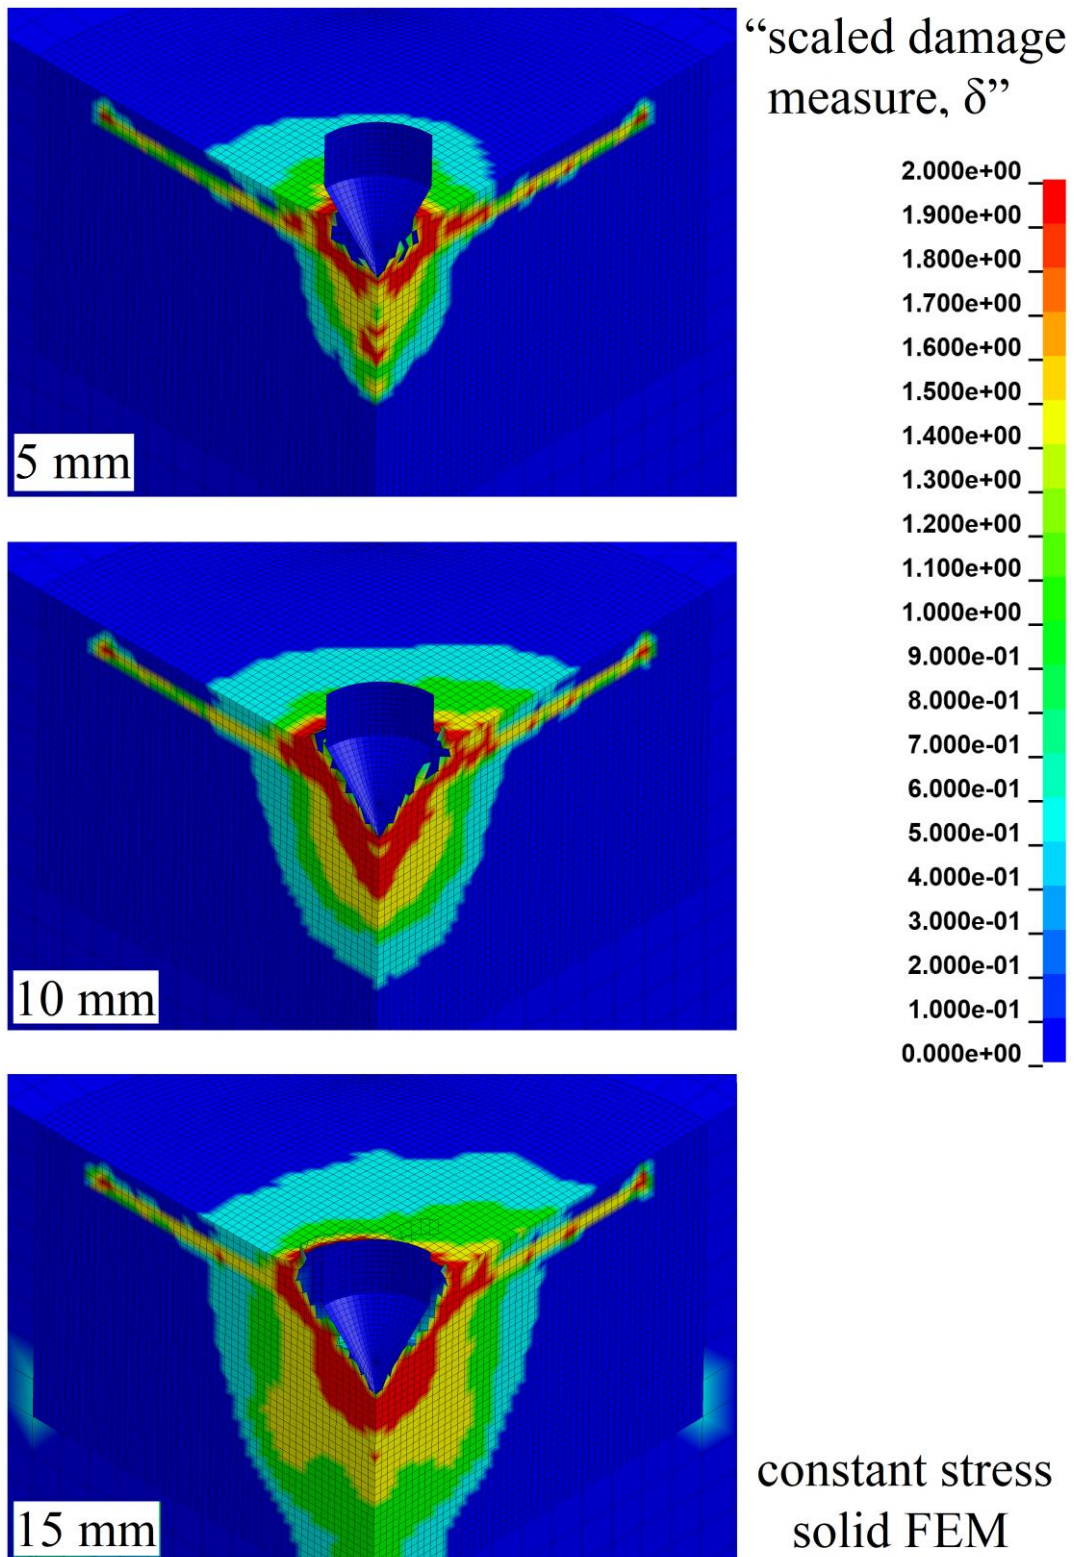 “scaled damage
measure, δ”
2.000e+00
1.900e+00
1.800e+00
1.700e+00
1.600e+00
1.500e+00
1.400e+00
1.300e+00
1.200e+00
1.100e+00
1.000e+00
9.000e-01
8.000e-01
7.000e-01
6.000e-01
5.000e-01
4.000e-01
3.000e-01
2.000e-01
1.000e-01
0.000e+00
5 mm
10 mm
15 mm
constant stress
solid FEM